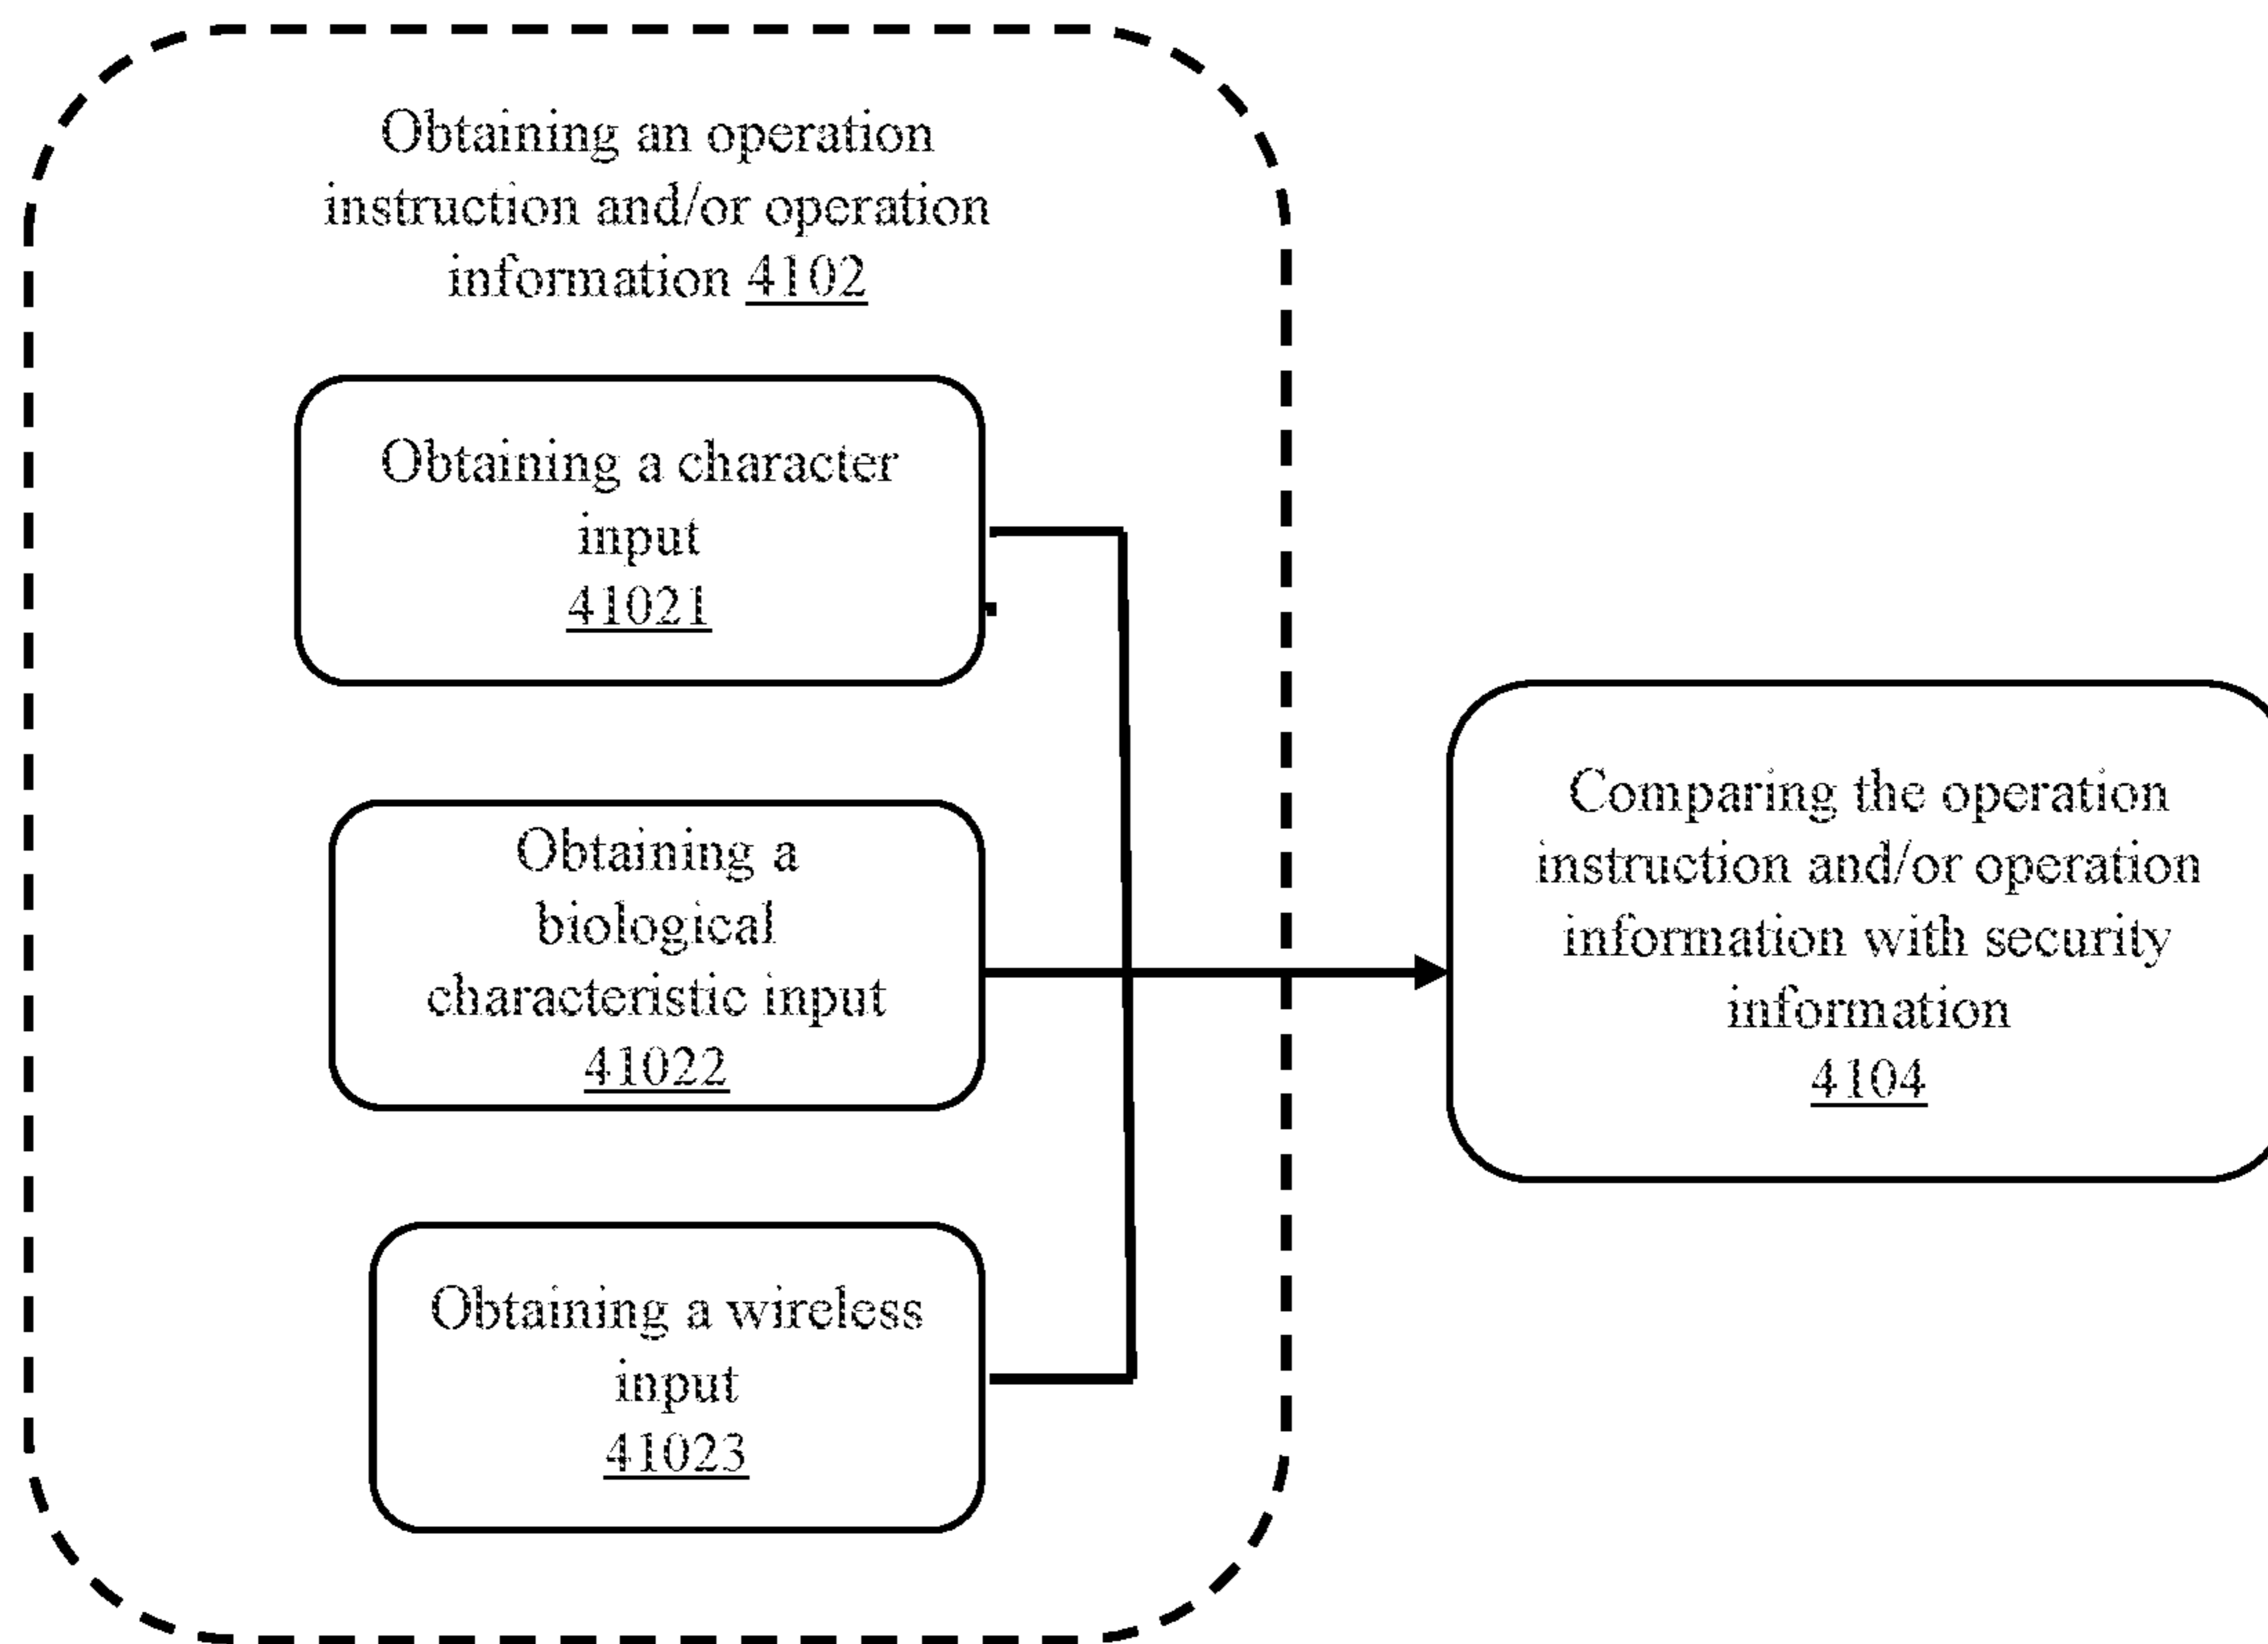 Obtaining an operation
instruction and/or operation
information 4102
Obtaining a character
input
41021
Obtaining a
biological
characteristic input
41022
Obtaining a wireless
input
41023
Comparing the operation
instruction and/or operation
information with security
information
4104